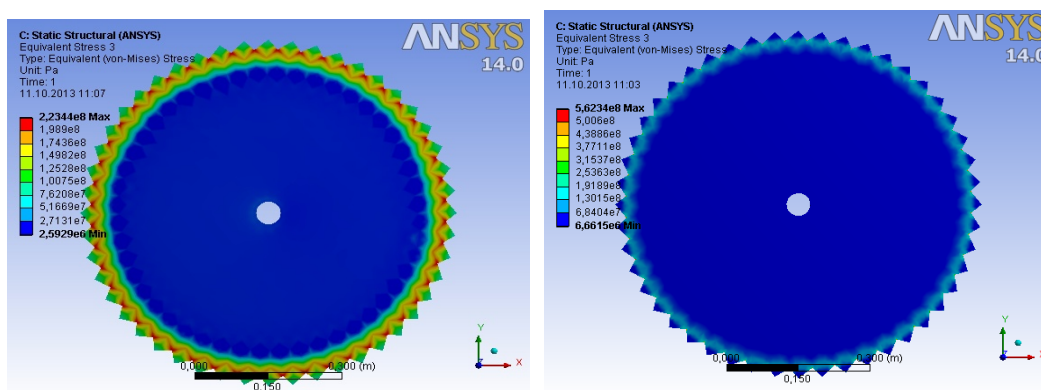 C: Static Structural (ANSYS)
Equivalent Stress 3
Type: Equivalent (von-Mises) Stress
Unit: Pa
Time: 1
11.10.2013 11:07
ANSYS
14.0
2,2344e8 Max
1,989e8
1,7436e8
1,4982e8
1,2528e8
1,0075e8
7,6208e7
5,1669e7
2,7131e7
2,5929e6 Min
0,000
0,300 (m)
0,150
Y
Z
X
C: Static Structural (ANSYS)
Equivalent Stress 3
Type: Equivalent (von-Mises) Stress
Unit: Pa
Time: 1
11.10.2013 11:03
ANSYS
14.0
5,6234e8 Max
5,006e8
4,3886e8
3,7711e8
3,1537e8
2,5363e8
1,9189e8
1,3015e8
6,8404e7
6,6615e6 Min
0,000
0,300 (m)
0,150
Y
Z
X